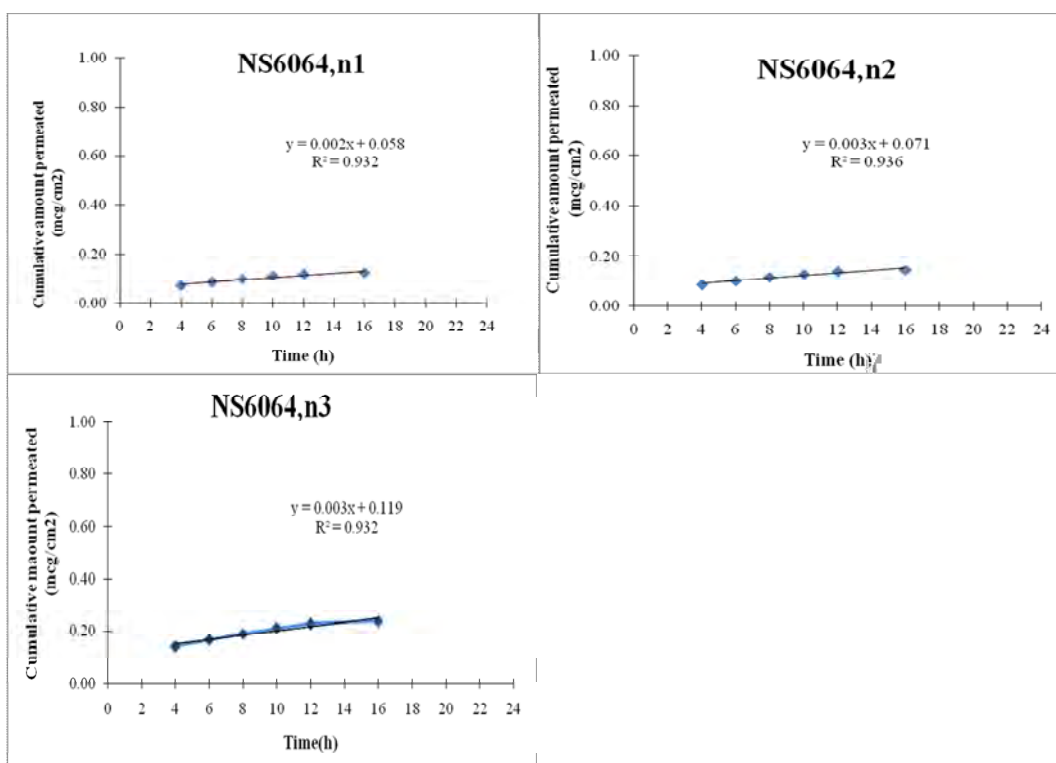 NS6064,n1
Cumulative amount permeated
(mcg/cm2)
1.00
0.80
0.60
0.40
0.20
0.00
y = 0.002x + 0.058
R² = 0.932
0 2 4 6 8 10 12 14 16 18 20 22 24
Time (h)
NS6064,n2
Cumulative amount permeated
(mcg/cm2)
1.00
0.80
0.60
0.40
0.20
0.00
y = 0.003x + 0.071
R² = 0.936
0 2 4 6 8 10 12 14 16 18 20 22 24
Time (h)
NS6064,n3
Cumulative maount permeated
(mcg/cm2)
1.00
0.80
0.60
0.40
0.20
0.00
y = 0.003x + 0.119
R² = 0.932
0 2 4 6 8 10 12 14 16 18 20 22 24
Time(h)